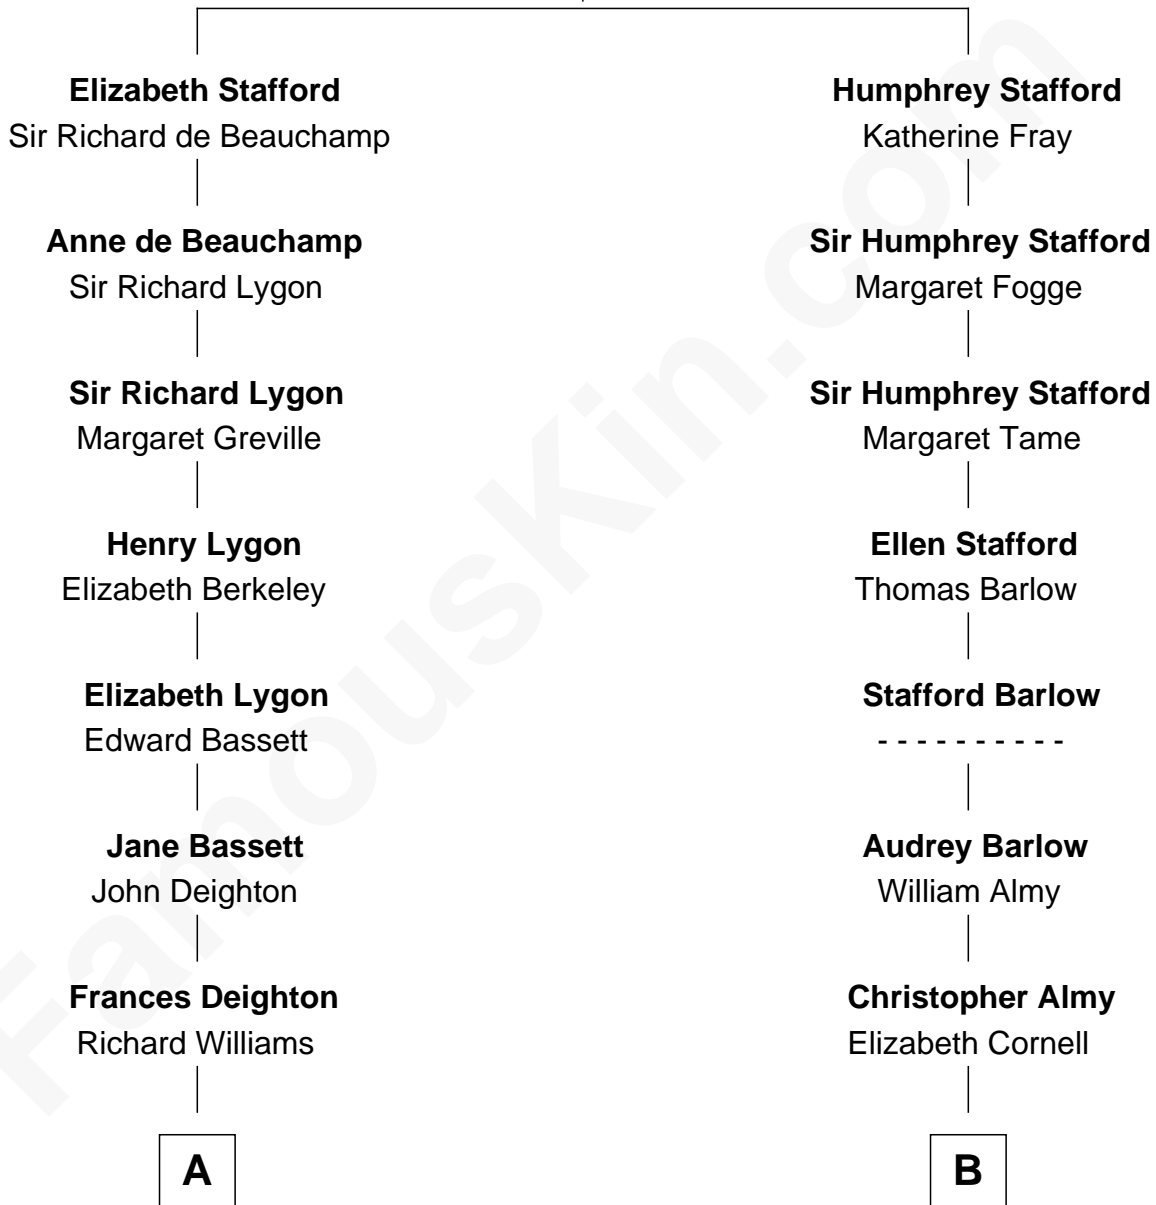 Elizabeth Stafford
Sir Richard de Beauchamp
Humphrey Stafford
Katherine Fray
Anne de Beauchamp
Sir Richard Lygon
Sir Humphrey Stafford
Margaret Fogge
Sir Richard Lygon
Margaret Greville
Sir Humphrey Stafford
Margaret Tame
Henry Lygon
Elizabeth Berkeley
Ellen Stafford
Thomas Barlow
Elizabeth Lygon
Edward Bassett
Stafford Barlow
- - - - - - - - - -
Jane Bassett
John Deighton
Audrey Barlow
William Almy
Frances Deighton
Richard Williams
Christopher Almy
Elizabeth Cornell
A
B
FamousKin.com